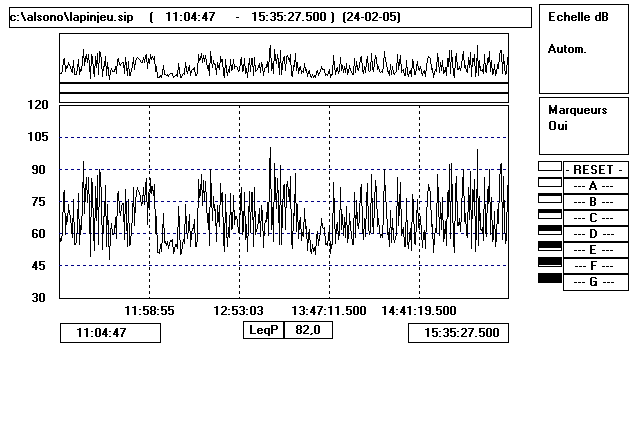 c:\alsono\lapinjeu.sip ( 11:04:47 - 15:35:27.500 ) (24-02-05)
Echelle dB
Autom.
Marqueurs
Oui
- RESET -
--- A ---
--- B ---
--- C ---
--- D ---
--- E ---
--- F ---
--- G ---
120
105
90
75
60
45
30
11:58:55 12:53:03 13:47:11.500 14:41:19.500
11:04:47 LeqP 82,0 15:35:27.500